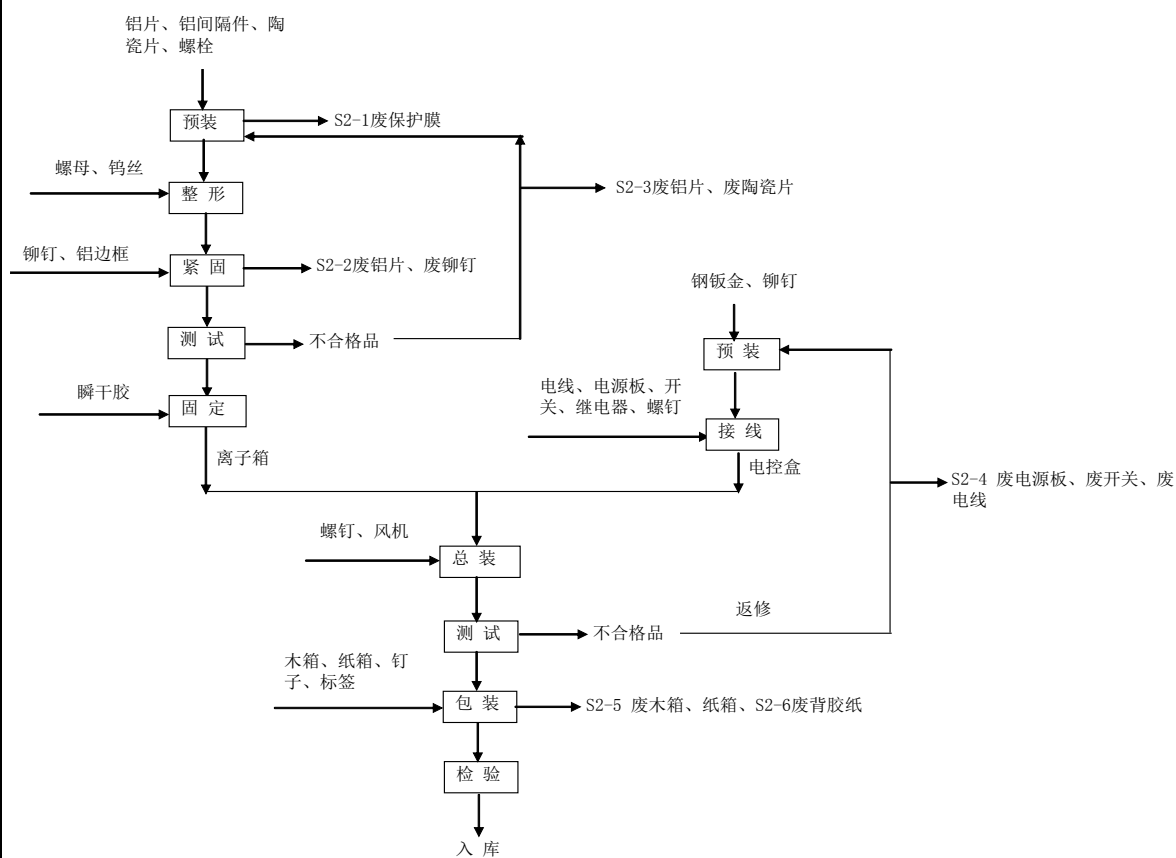 铝片、铝间隔件、陶
瓷片、螺栓
预装
S2-1废保护膜
螺母、钨丝
整 形
S2-3废铝片、废陶瓷片
铆钉、铝边框
紧 固
S2-2废铝片、废铆钉
钢钣金、铆钉
测 试
不合格品
预 装
瞬干胶
固 定
电线、电源板、开
关、继电器、螺钉
接 线
离子箱
电控盒
S2-4 废电源板、废开关、废
电线
螺钉、风机
总 装
返修
测 试
不合格品
木箱、纸箱、钉
子、标签
包 装
S2-5 废木箱、纸箱、S2-6废背胶纸
检 验
入 库